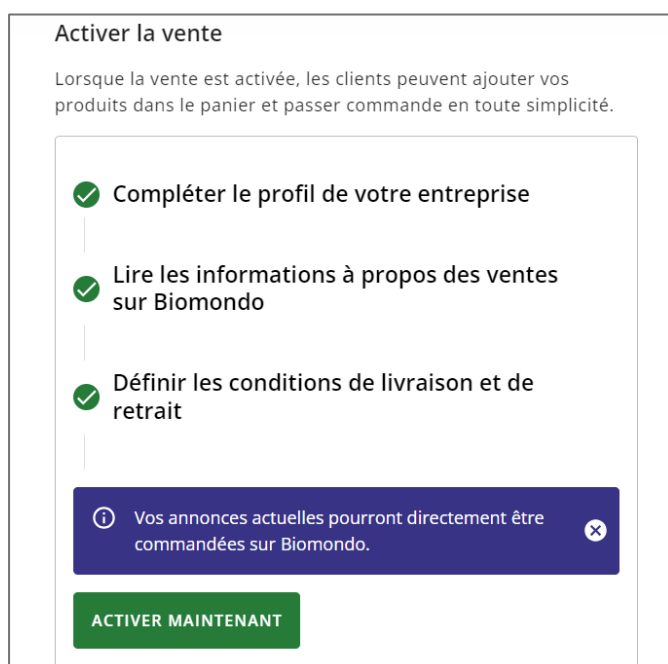 Activer la vente
Lorsque la vente est activée, les clients peuvent ajouter vos
produits dans le panier et passer commande en toute simplicité.
Compléter le profil de votre entreprise
Lire les informations à propos des ventes
sur Biomondo
Définir les conditions de livraison et de
retrait
Vos annonces actuelles pourront directement être
commandées sur Biomondo.
ACTIVER MAINTENANT